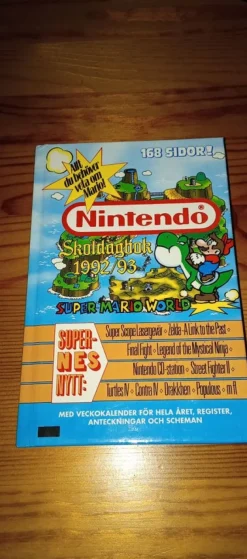 168 SIDOR!
Allt
du behöver
veta om
Mario!
Nintendo®
Skoldagbok
1992/93
SUPER MARIO WORLD
SUPER-
NES
NYTT:
Super Scope Lasergevär • Zelda - A Link to the Past •
Final Fight • Legend of the Mystical Ninja •
Nintendo CD-station • Street Fighter II •
Turtles IV • Contra IV • Drakkhen • Populous • m fl
MED VECKOKALENDER FÖR HELA ÅRET, REGISTER,
ANTECKNINGAR OCH SCHEMAN